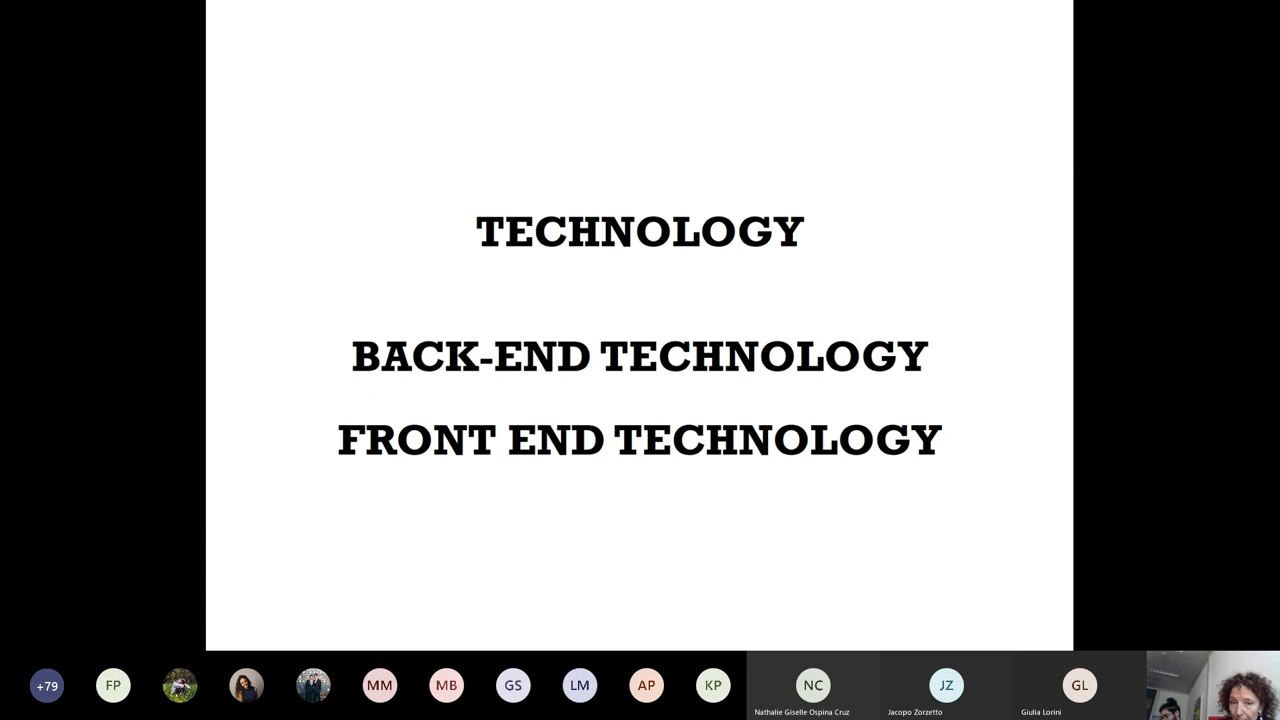 TECHNOLOGY
BACK-END TECHNOLOGY
FRONT END TECHNOLOGY
+79
FP
MM
MB
GS
LM
AP
KP
NC
Nathalie Giselle Ospina Cruz
JZ
Jacopo Zorzetto
GL
Giulia Lorini